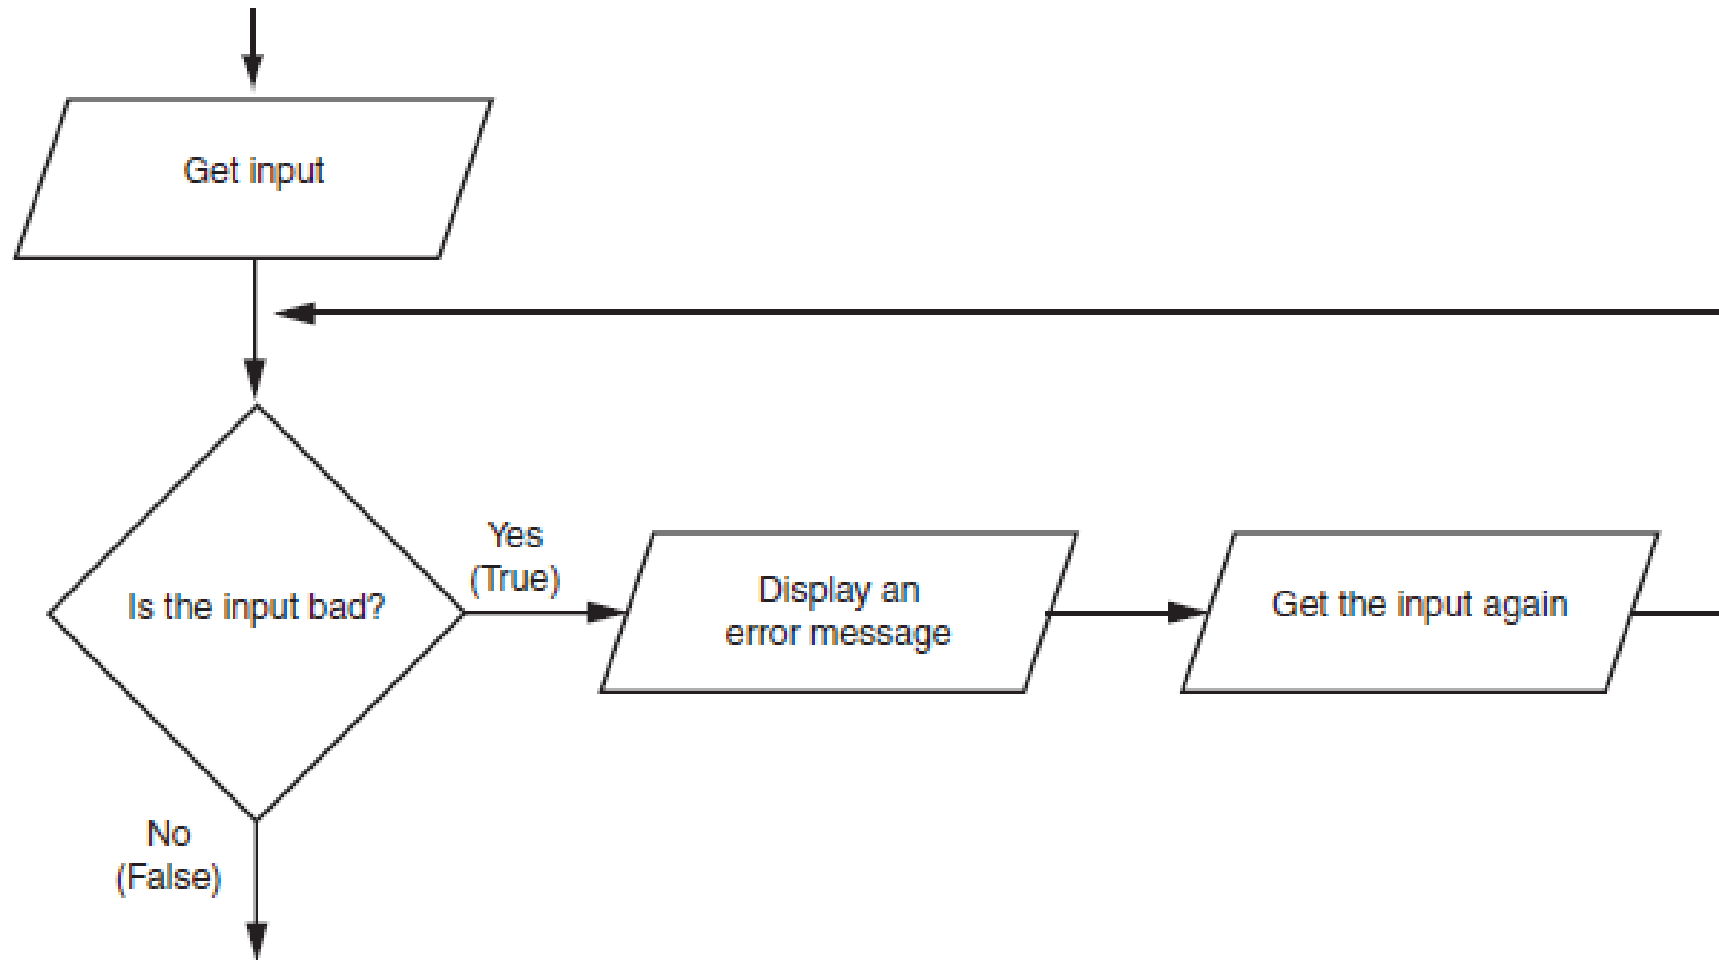 Get input
Is the input bad?
Yes
(True)
Display an
error message
Get the input again
No
(False)